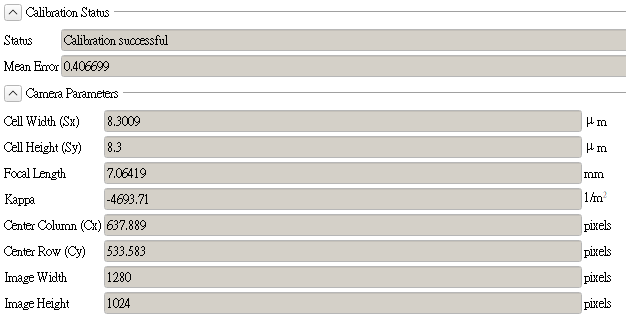 Calibration Status
Status Calibration successful
Mean Error 0.406699
Camera Parameters
Cell Width (Sx) 8.3009 μm
Cell Height (Sy) 8.3 μm
Focal Length 7.06419 mm
Kappa -4693.71 1/m²
Center Column (Cx) 637.889 pixels
Center Row (Cy) 533.583 pixels
Image Width 1280 pixels
Image Height 1024 pixels